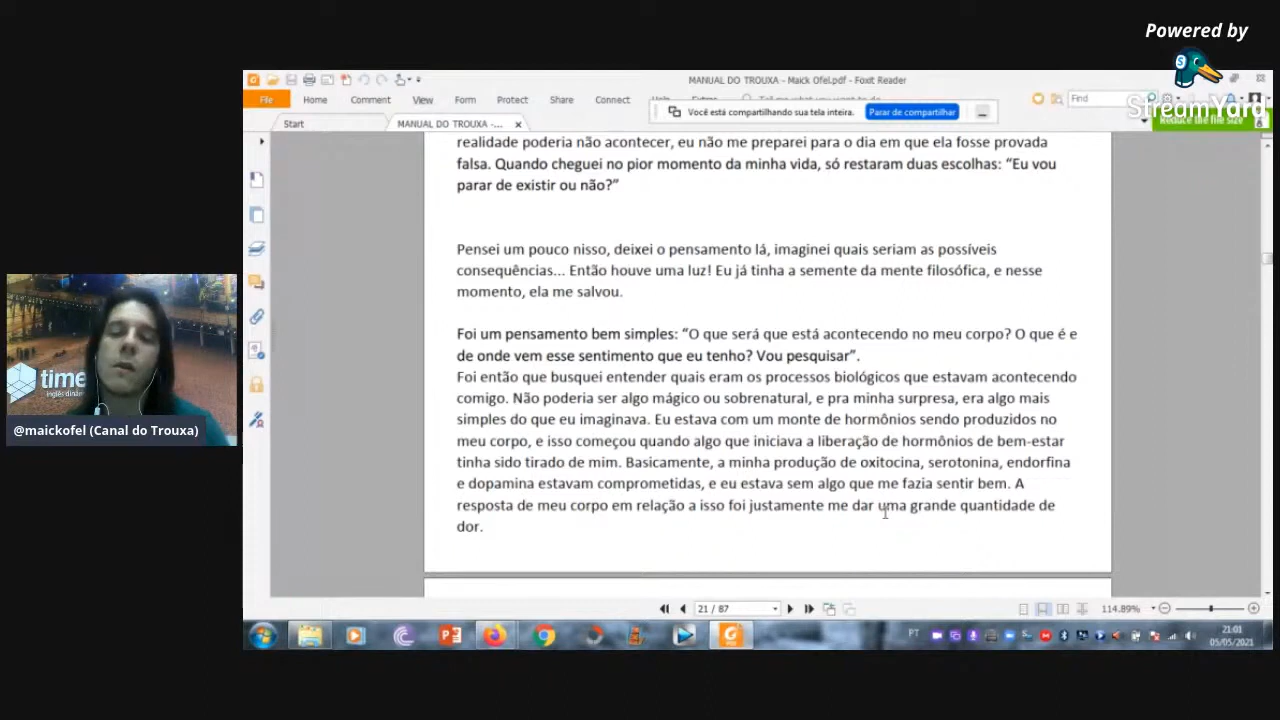 Powered by
StreamYard
MANUAL DO TROUXA - Maick Ofel.pdf - Foxit Reader
File Home Comment View Form Protect Share Connect Help Extras
Find
Você está compartilhando sua tela inteira. Parar de compartilhar
Start MANUAL DO TROUXA -...
Reduce the file size
realidade poderia não acontecer, eu não me preparei para o dia em que ela fosse provada
falsa. Quando cheguei no pior momento da minha vida, só restaram duas escolhas: “Eu vou
parar de existir ou não?”
Pensei um pouco nisso, deixei o pensamento lá, imaginei quais seriam as possíveis
consequências... Então houve uma luz! Eu já tinha a semente da mente filosófica, e nesse
momento, ela me salvou.
Foi um pensamento bem simples: “O que será que está acontecendo no meu corpo? O que é e
de onde vem esse sentimento que eu tenho? Vou pesquisar”.
Foi então que busquei entender quais eram os processos biológicos que estavam acontecendo
comigo. Não poderia ser algo mágico ou sobrenatural, e pra minha surpresa, era algo mais
simples do que eu imaginava. Eu estava com um monte de hormônios sendo produzidos no
meu corpo, e isso começou quando algo que iniciava a liberação de hormônios de bem-estar
tinha sido tirado de mim. Basicamente, a minha produção de oxitocina, serotonina, endorfina
e dopamina estavam comprometidas, e eu estava sem algo que me fazia sentir bem. A
resposta de meu corpo em relação a isso foi justamente me dar uma grande quantidade de
dor.
time
inglês dinâmico
@maickofel (Canal do Trouxa)
21 / 87
114.89%
PT
21:01
05/05/2021